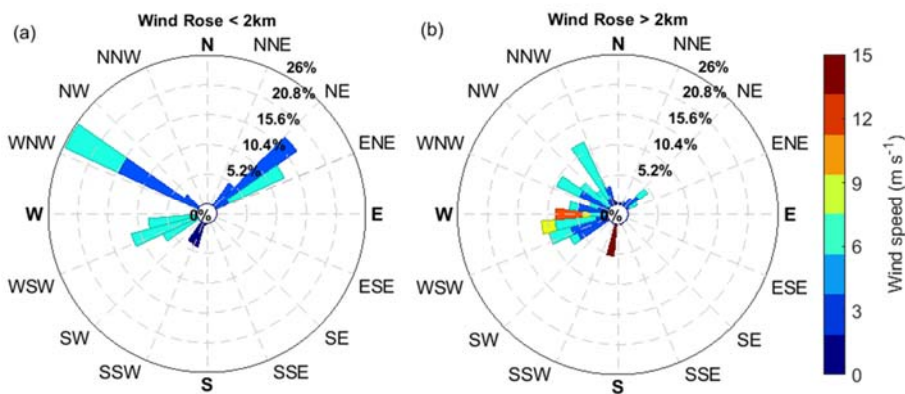 (a)
Wind Rose < 2km
N
NNE
NE
ENE
E
ESE
SE
SSE
S
SSW
SW
WSW
W
WNW
NW
NNW
26%
20.8%
15.6%
10.4%
5.2%
0%
(b)
Wind Rose > 2km
N
NNE
NE
ENE
E
ESE
SE
SSE
S
SSW
SW
WSW
W
WNW
NW
NNW
26%
20.8%
15.6%
10.4%
5.2%
0%
15
12
9
6
3
0
Wind speed (m s⁻¹)